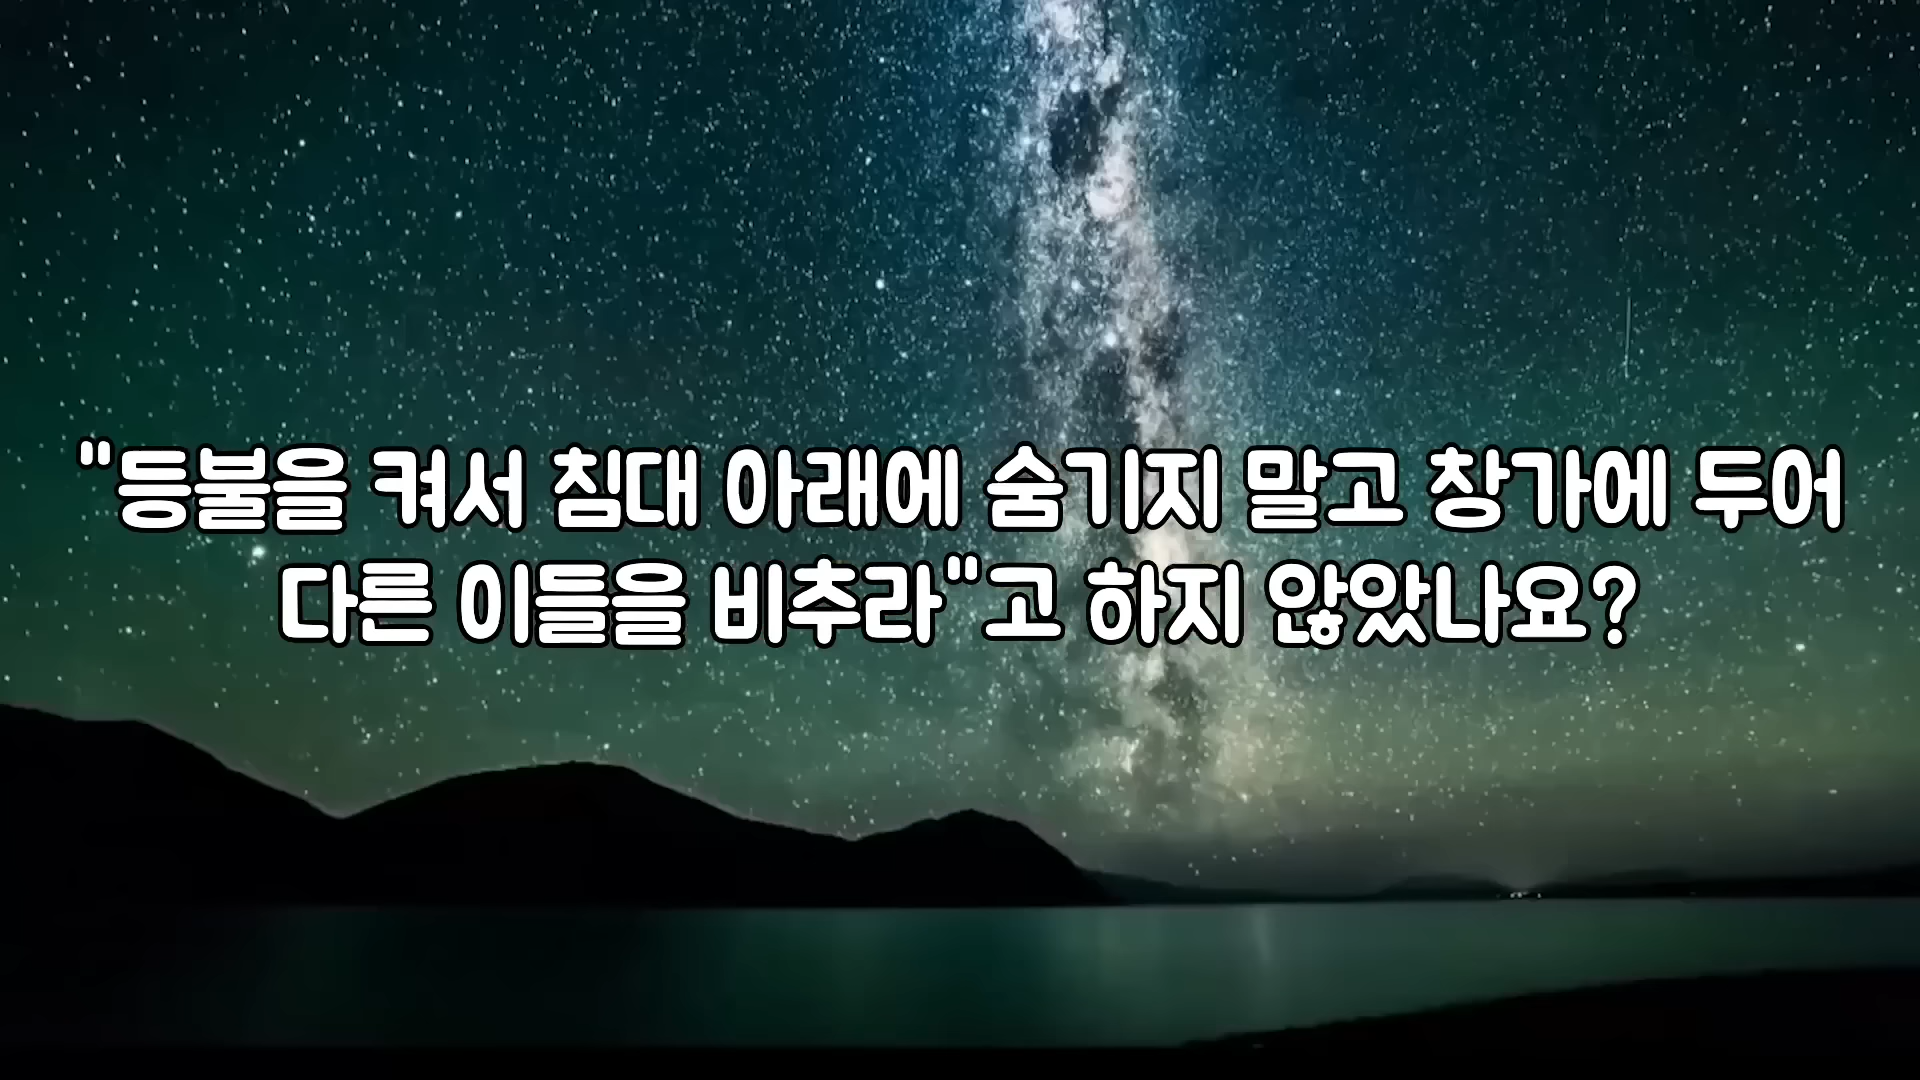 "등불을 켜서 침대 아래에 숨기지 말고 창가에 두어
다른 이들을 비추라"고 하지 않았나요?